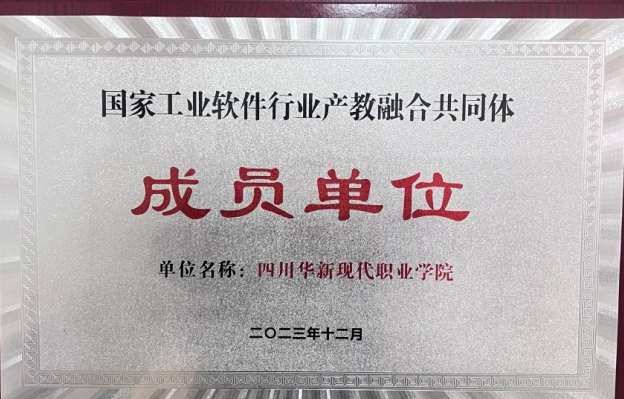 国家工业软件行业产教融合共同体
成员单位
单位名称：四川华新现代职业学院
二〇二三年十二月